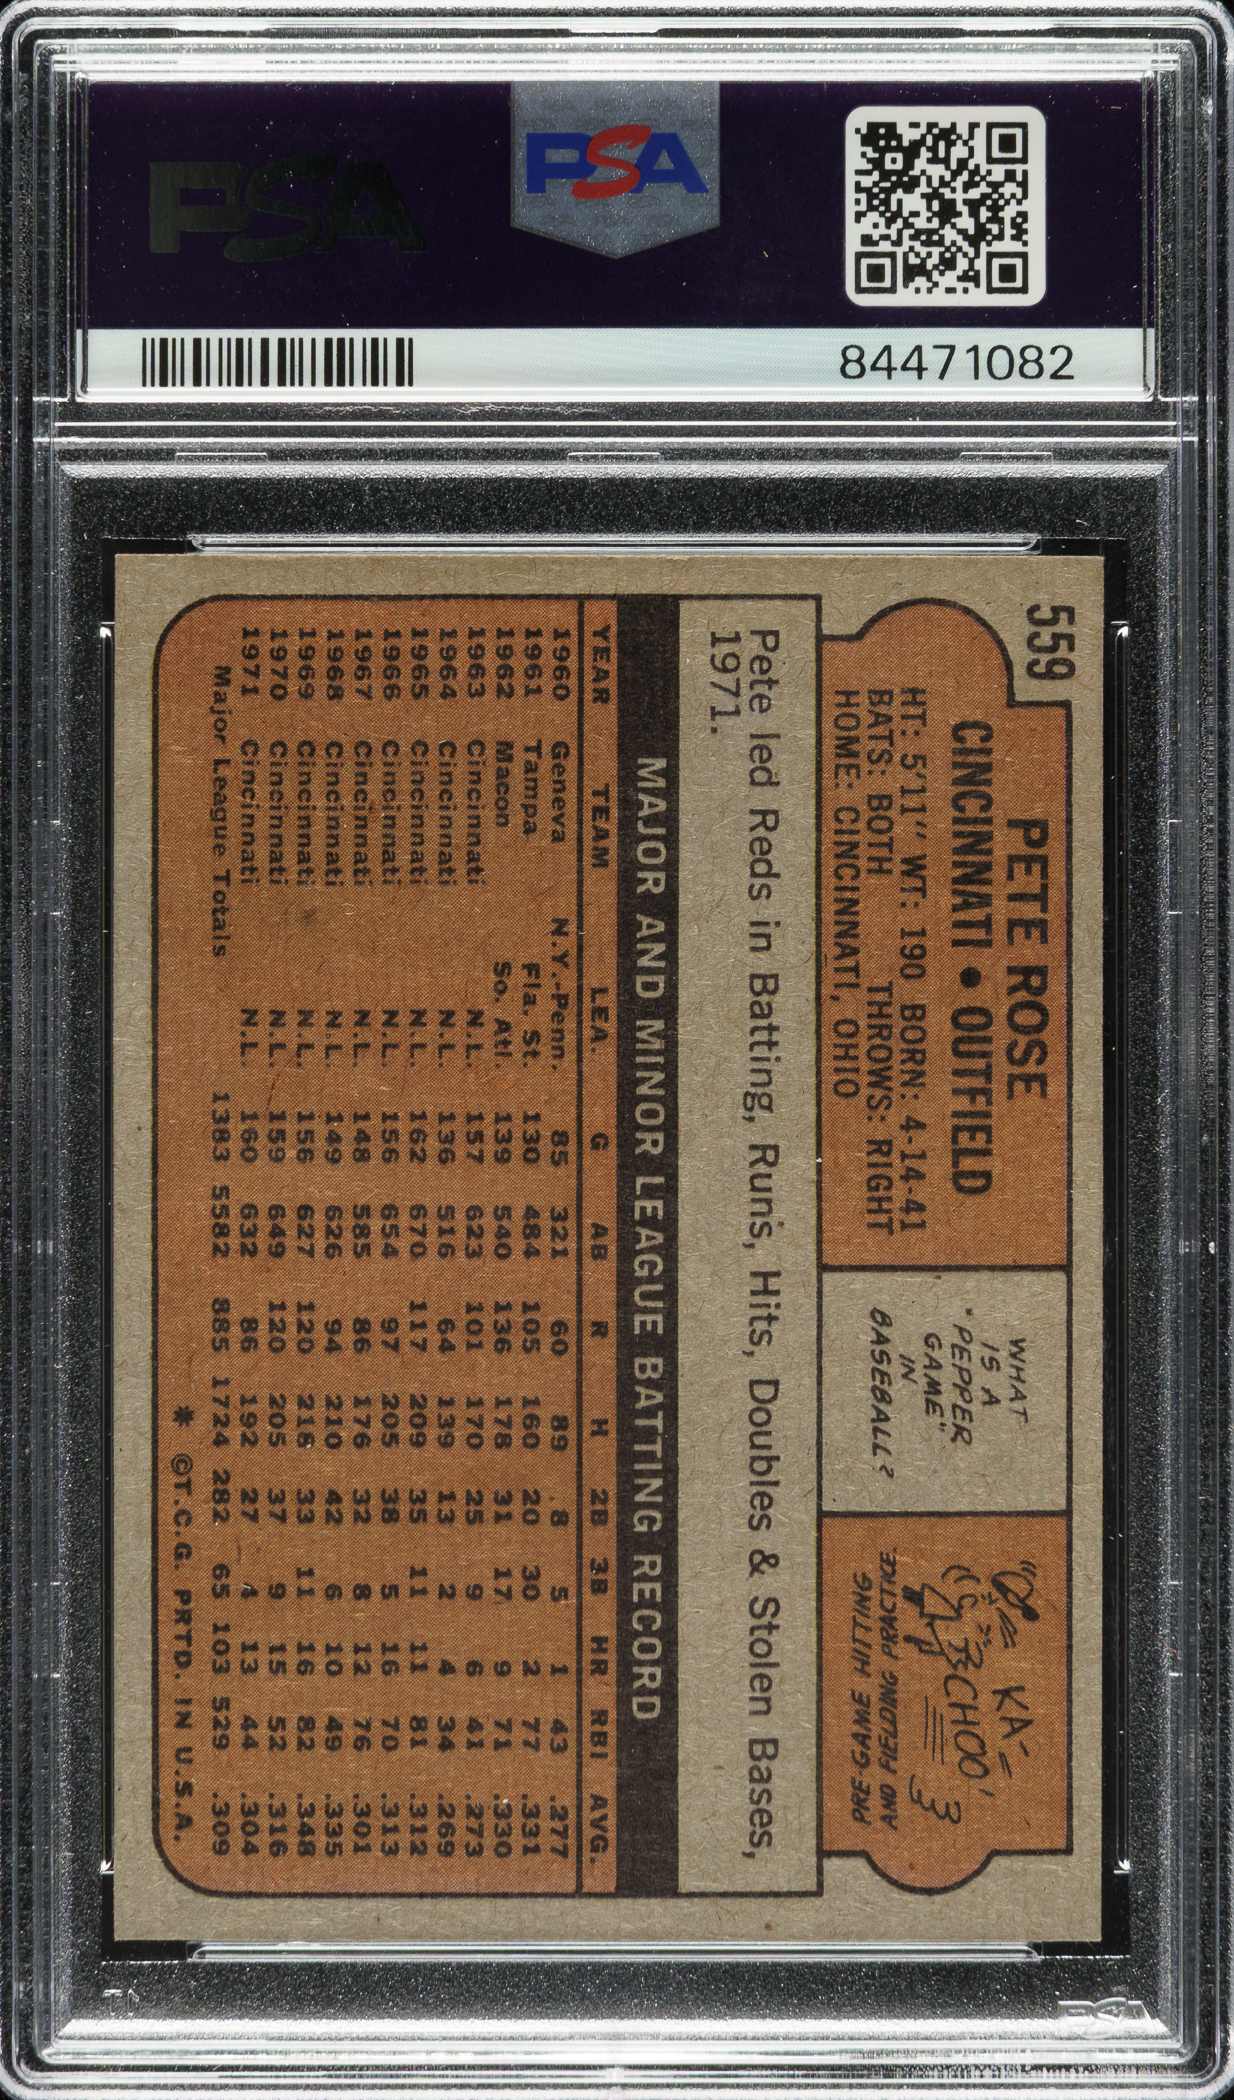 PSA
PSA
84471082
559
PETE ROSE
CINCINNATI • OUTFIELD
HT: 5'11" WT: 190 BORN: 4-14-41
BATS: BOTH THROWS: RIGHT
HOME: CINCINNATI, OHIO
WHAT
IS A
"PEPPER
GAME"
IN
BASEBALL?
KA-
CHOO!
PRE-GAME HITTING
AND FIELDING PRACTICE.
Pete led Reds in Batting, Runs, Hits, Doubles & Stolen Bases,
1971.
MAJOR AND MINOR LEAGUE BATTING RECORD
YEAR TEAM LEA. G AB R H 2B 3B HR RBI AVG.
1960 Geneva N.Y.-Penn. 85 321 60 89 8 5 1 43 .277
1961 Tampa Fla. St. 130 484 105 160 20 30 2 77 .331
1962 Macon So. Atl. 139 540 136 178 31 17 9 71 .330
1963 Cincinnati N.L. 157 623 101 170 25 9 6 41 .273
1964 Cincinnati N.L. 136 516 64 139 13 2 4 34 .269
1965 Cincinnati N.L. 162 670 117 209 35 11 11 81 .312
1966 Cincinnati N.L. 156 654 97 205 38 5 16 70 .313
1967 Cincinnati N.L. 148 585 86 176 32 8 12 76 .301
1968 Cincinnati N.L. 149 626 94 210 42 6 10 49 .335
1969 Cincinnati N.L. 156 627 120 218 33 11 16 82 .348
1970 Cincinnati N.L. 159 649 120 205 37 9 15 52 .316
1971 Cincinnati N.L. 160 632 86 192 27 4 13 44 .304
Major League Totals 1383 5582 885 1724 282 65 103 529 .309
* ©T.C.G. PRTD. IN U.S.A.
PSA